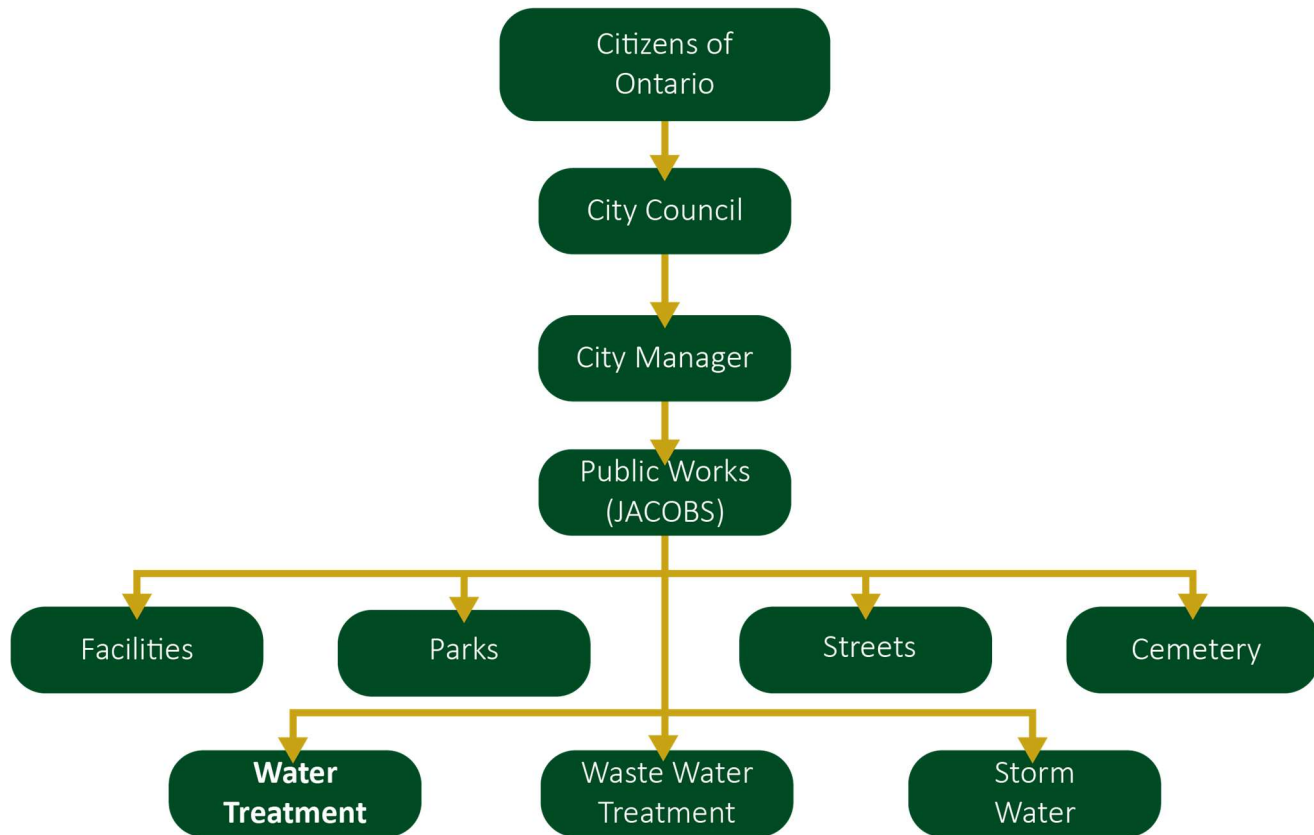 Citizens of
Ontario
City Council
City Manager
Public Works
(JACOBS)
Facilities
Parks
Streets
Cemetery
Water
Treatment
Waste Water
Treatment
Storm
Water